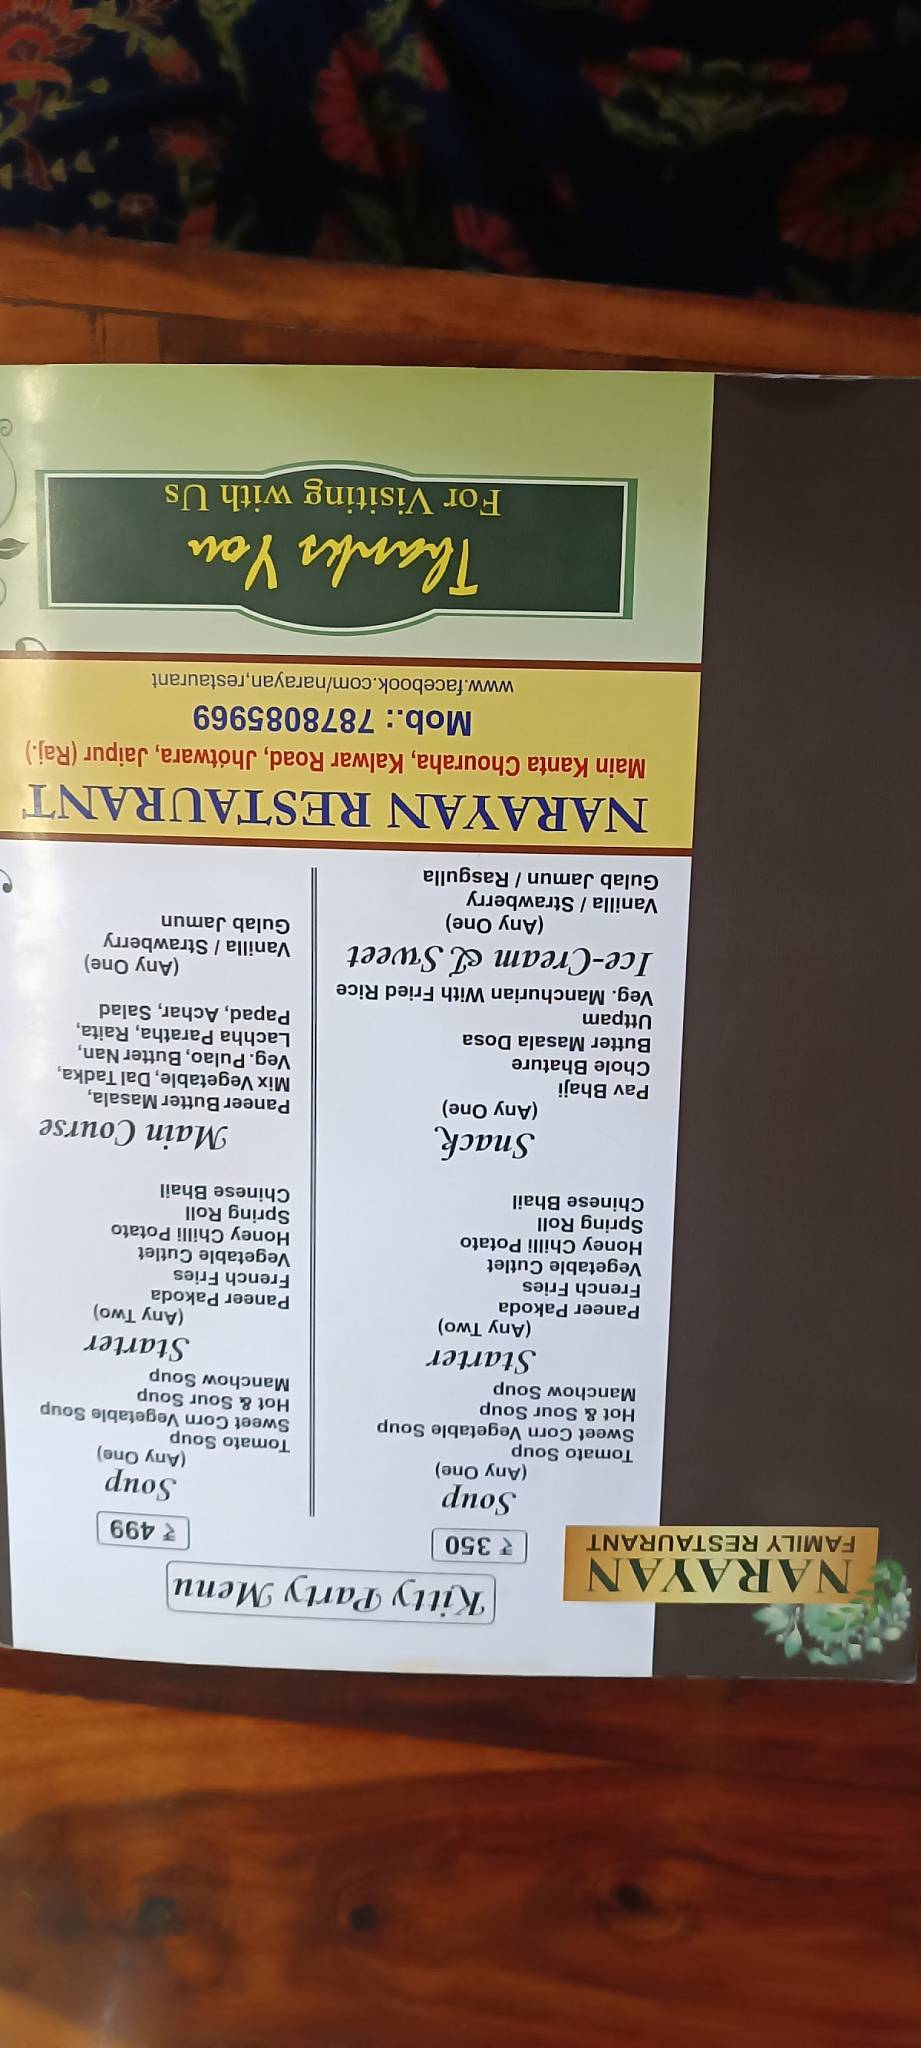 NARAYAN
FAMILY RESTAURANT
Kitty Party Menu
₹ 350
Soup
(Any One)
Tomato Soup
Sweet Corn Vegetable Soup
Hot & Sour Soup
Manchow Soup
Starter
(Any Two)
Paneer Pakoda
French Fries
Vegetable Cutlet
Honey Chilli Potato
Spring Roll
Chinese Bhail
Snack
(Any One)
Pav Bhaji
Chole Bhature
Butter Masala Dosa
Uttpam
Veg. Manchurian With Fried Rice
Ice-Cream & Sweet
(Any One)
Vanilla / Strawberry
Gulab Jamun / Rasgulla
₹ 499
Soup
(Any One)
Tomato Soup
Sweet Corn Vegetable Soup
Hot & Sour Soup
Manchow Soup
Starter
(Any Two)
Paneer Pakoda
French Fries
Vegetable Cutlet
Honey Chilli Potato
Spring Roll
Chinese Bhail
Main Course
Paneer Butter Masala,
Mix Vegetable, Dal Tadka,
Veg. Pulao, Butter Nan,
Lachha Paratha, Raita,
Papad, Achar, Salad
(Any One)
Vanilla / Strawberry
Gulab Jamun
NARAYAN RESTAURANT
Main Kanta Chouraha, Kalwar Road, Jhotwara, Jaipur (Raj.)
Mob.: 7878085969
www.facebook.com/narayan,restaurant
Thanks You
For Visiting with Us